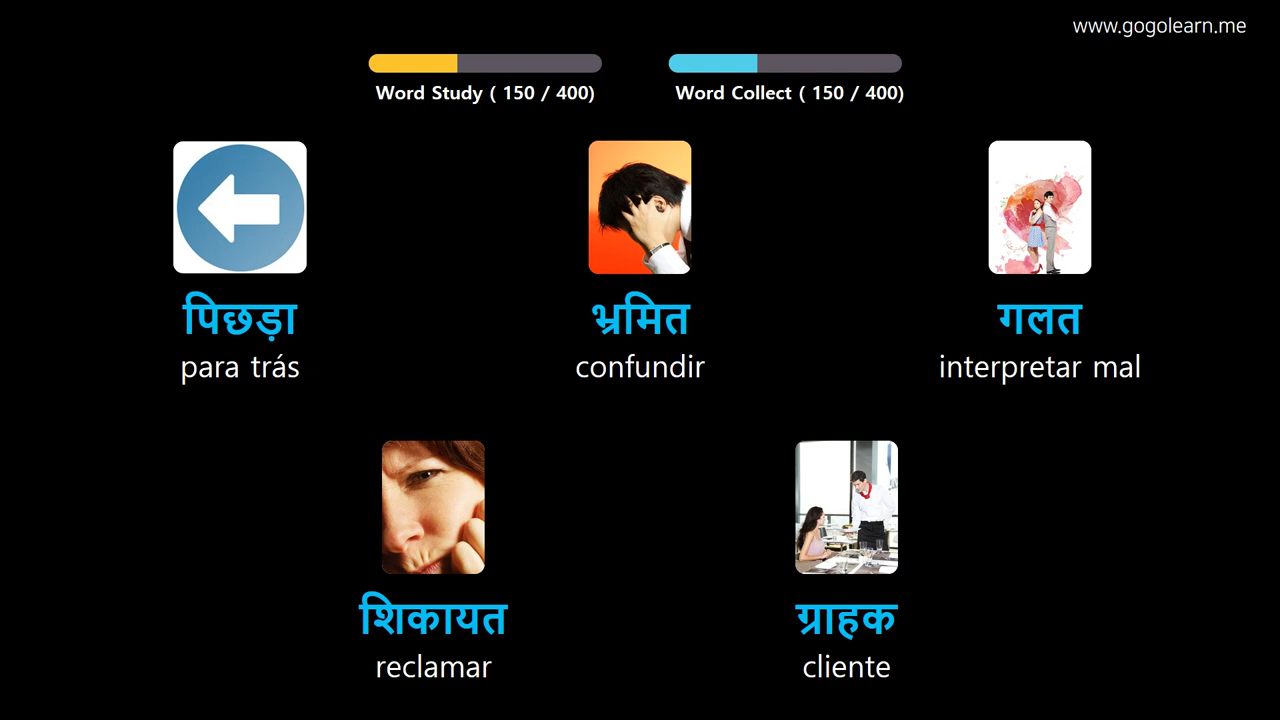 www.gogolearn.me
Word Study ( 150 / 400)
Word Collect ( 150 / 400)
पिछड़ा
para trás
भ्रमित
confundir
गलत
interpretar mal
शिकायत
reclamar
ग्राहक
cliente